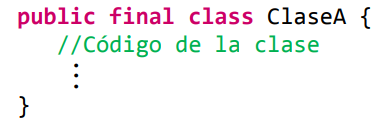 public final class ClaseA {
//Código de la clase
⋮
}